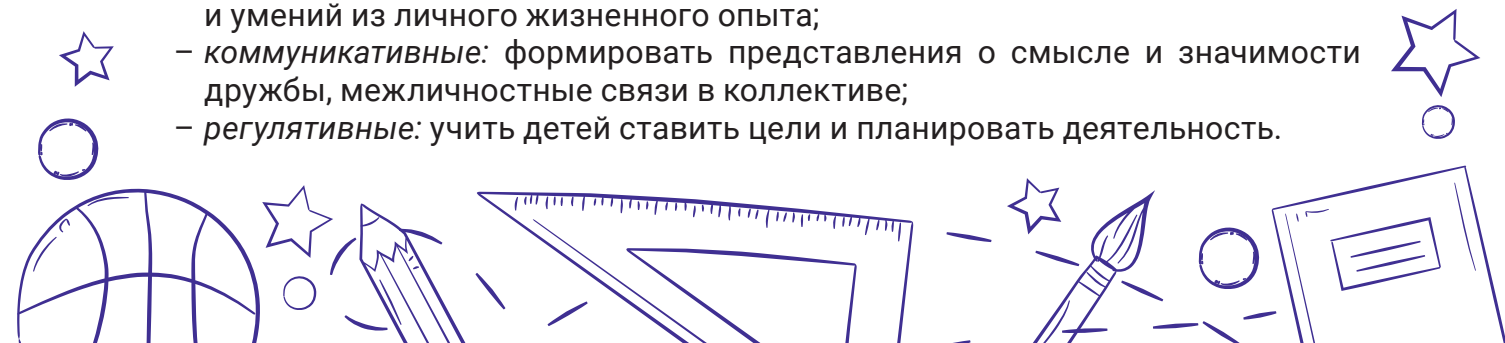 и умений из личного жизненного опыта;
– коммуникативные: формировать представления о смысле и значимости
дружбы, межличностные связи в коллективе;
– регулятивные: учить детей ставить цели и планировать деятельность.